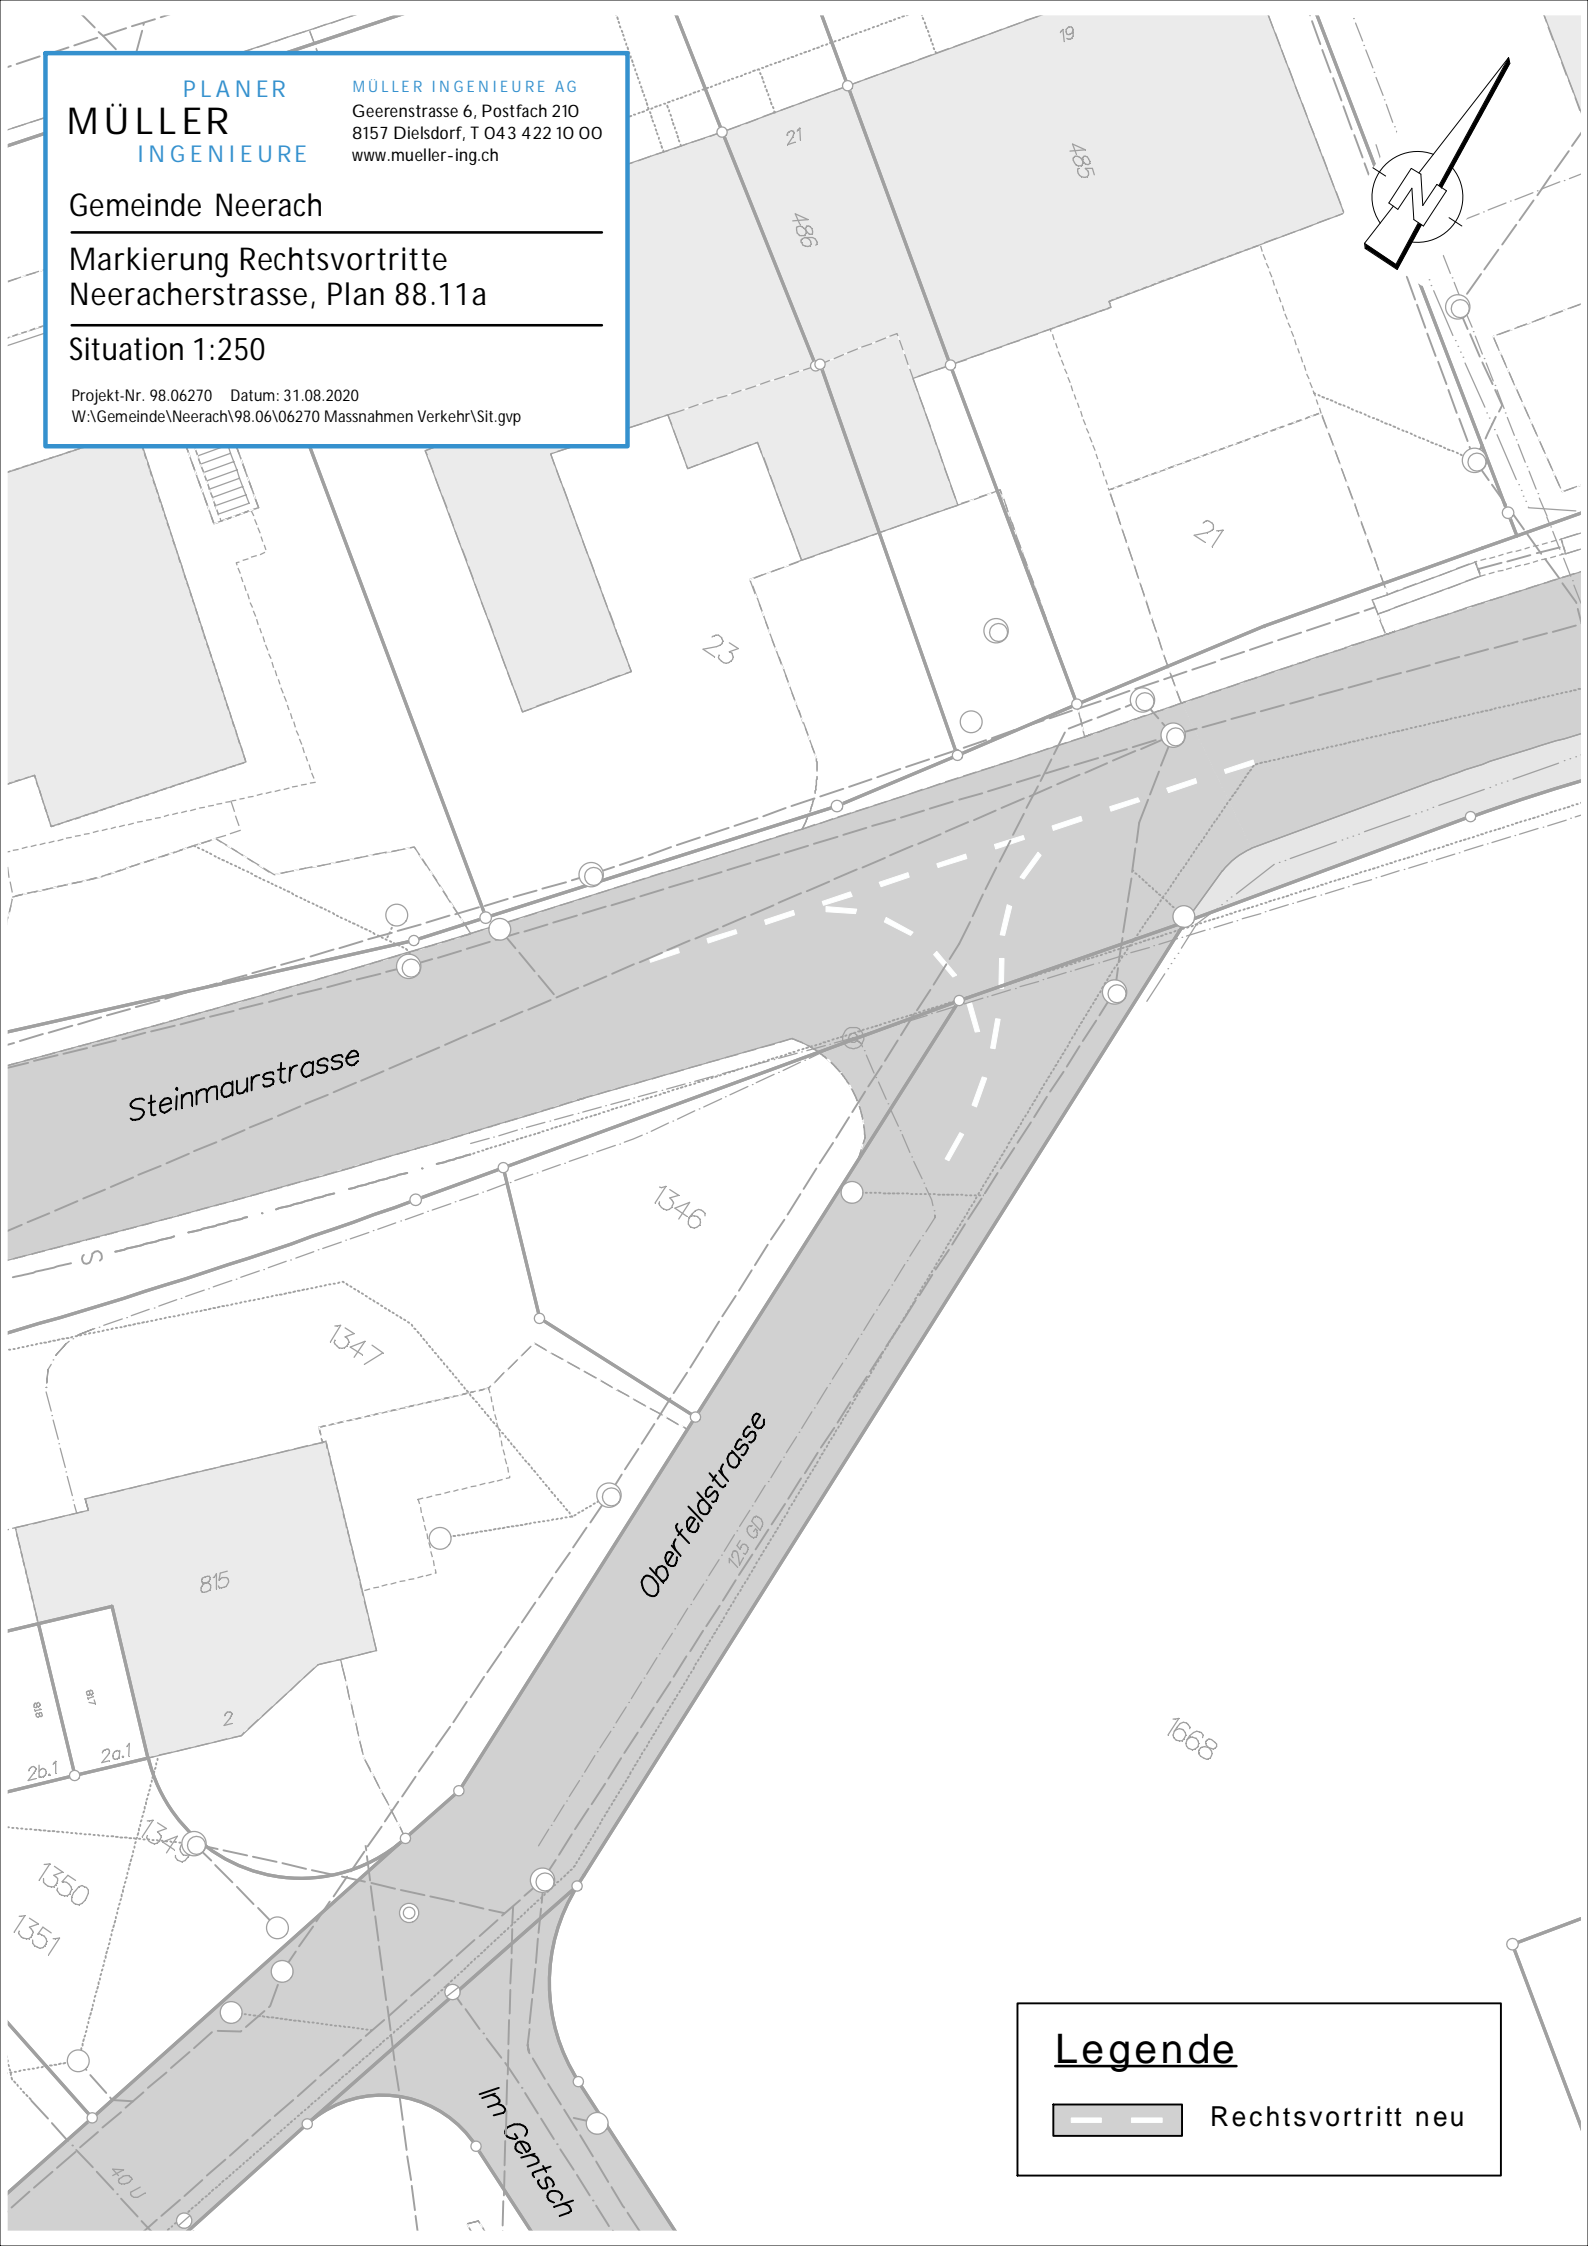 PLANER
MÜLLER
INGENIEURE
MÜLLER INGENIEURE AG
Geerenstrasse 6, Postfach 210
8157 Dielsdorf, T 043 422 10 00
www.mueller-ing.ch
Gemeinde Neerach
Markierung Rechtsvortritte
Neeracherstrasse, Plan 88.11a
Situation 1:250
Projekt-Nr. 98.06270 Datum: 31.08.2020
W:\Gemeinde\Neerach\98.06\06270 Massnahmen Verkehr\Sit.gvp
19
21
485
486
N
21
23
Steinmaurstrasse
1346
S
1347
Oberfeldstrasse
125 GD
815
817
818
2
2a.1
2b.1
1668
1349
1350
1351
Im Gentsch
40 U
Legende
Rechtsvortritt neu